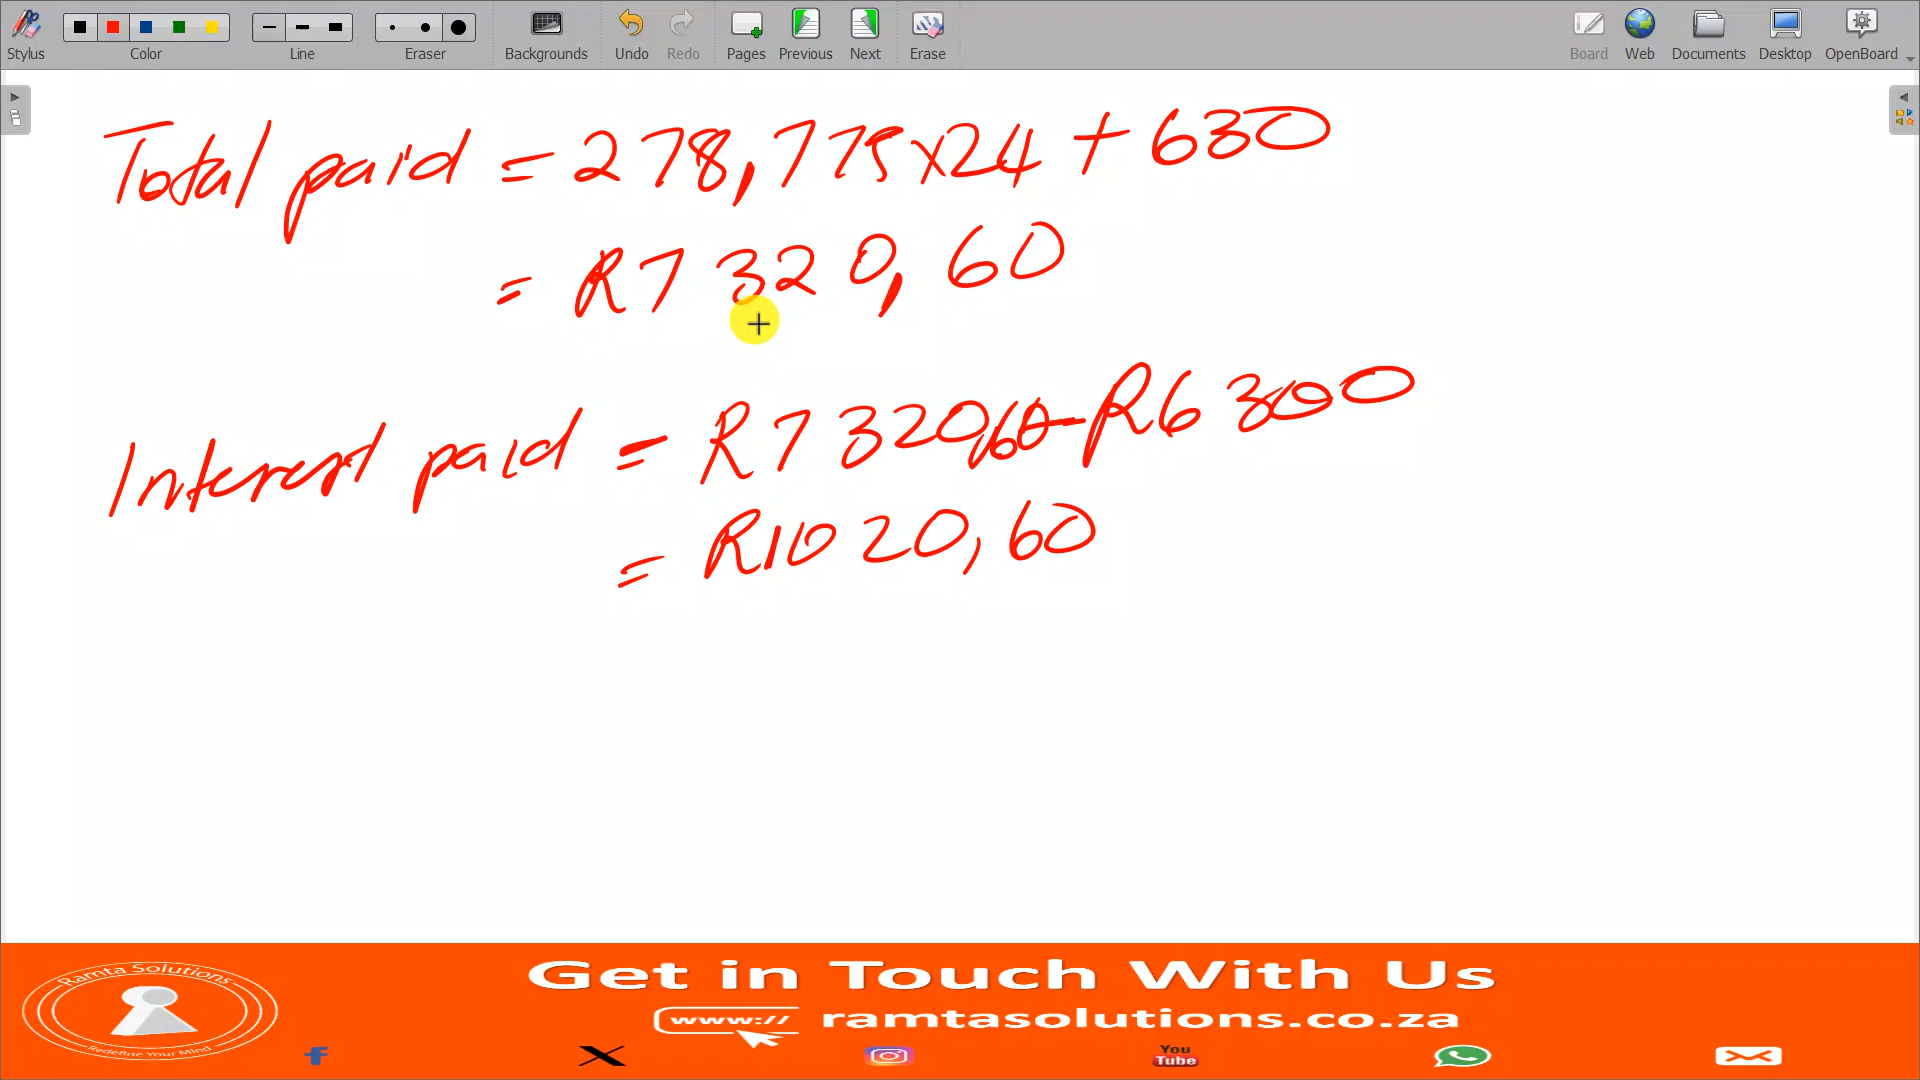 Stylus
Color
Line
Eraser
Backgrounds
Undo
Redo
Pages
Previous
Next
Erase
Board
Web
Documents
Desktop
OpenBoard
Total paid = 278,775x24 + 630
= R7 320,60
Interest paid = R7 320,60 - R6 300
= R1020,60
Ramta Solutions
Redefine Your Mind
Get in Touch With Us
www:// ramtasolutions.co.za
f
X
You Tube